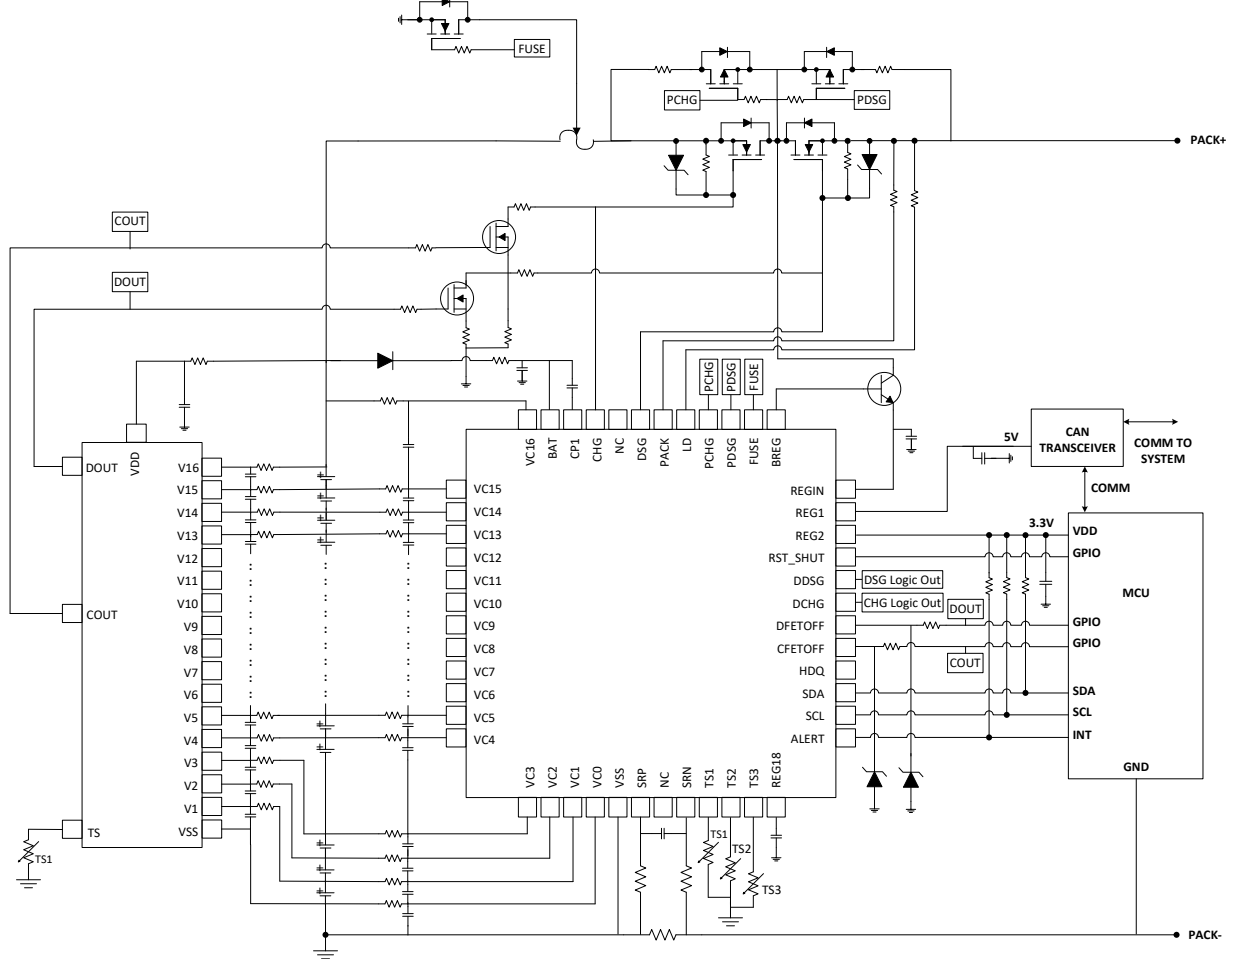 FUSE
PCHG
PDSG
PACK+
COUT
DOUT
PCHG
PDSG
FUSE
VC16
BAT
CP1
CHG
NC
DSG
PACK
LD
PCHG
PDSG
FUSE
BREG
5V
CAN
TRANSCEIVER
COMM TO
SYSTEM
COMM
VDD
DOUT
V16
V15
V14
V13
V12
V11
V10
V9
V8
V7
V6
V5
V4
V3
V2
V1
VSS
COUT
TS
TS1
VC15
VC14
VC13
VC12
VC11
VC10
VC9
VC8
VC7
VC6
VC5
VC4
REGIN
REG1
REG2
RST_SHUT
DDSG
DCHG
DFETOFF
CFETOFF
HDQ
SDA
SCL
ALERT
DSG Logic Out
CHG Logic Out
DOUT
COUT
3.3V
VDD
GPIO
MCU
GPIO
GPIO
SDA
SCL
INT
GND
VC3
VC2
VC1
VC0
VSS
SRP
NC
SRN
TS1
TS2
TS3
REG18
TS1
TS2
TS3
PACK-